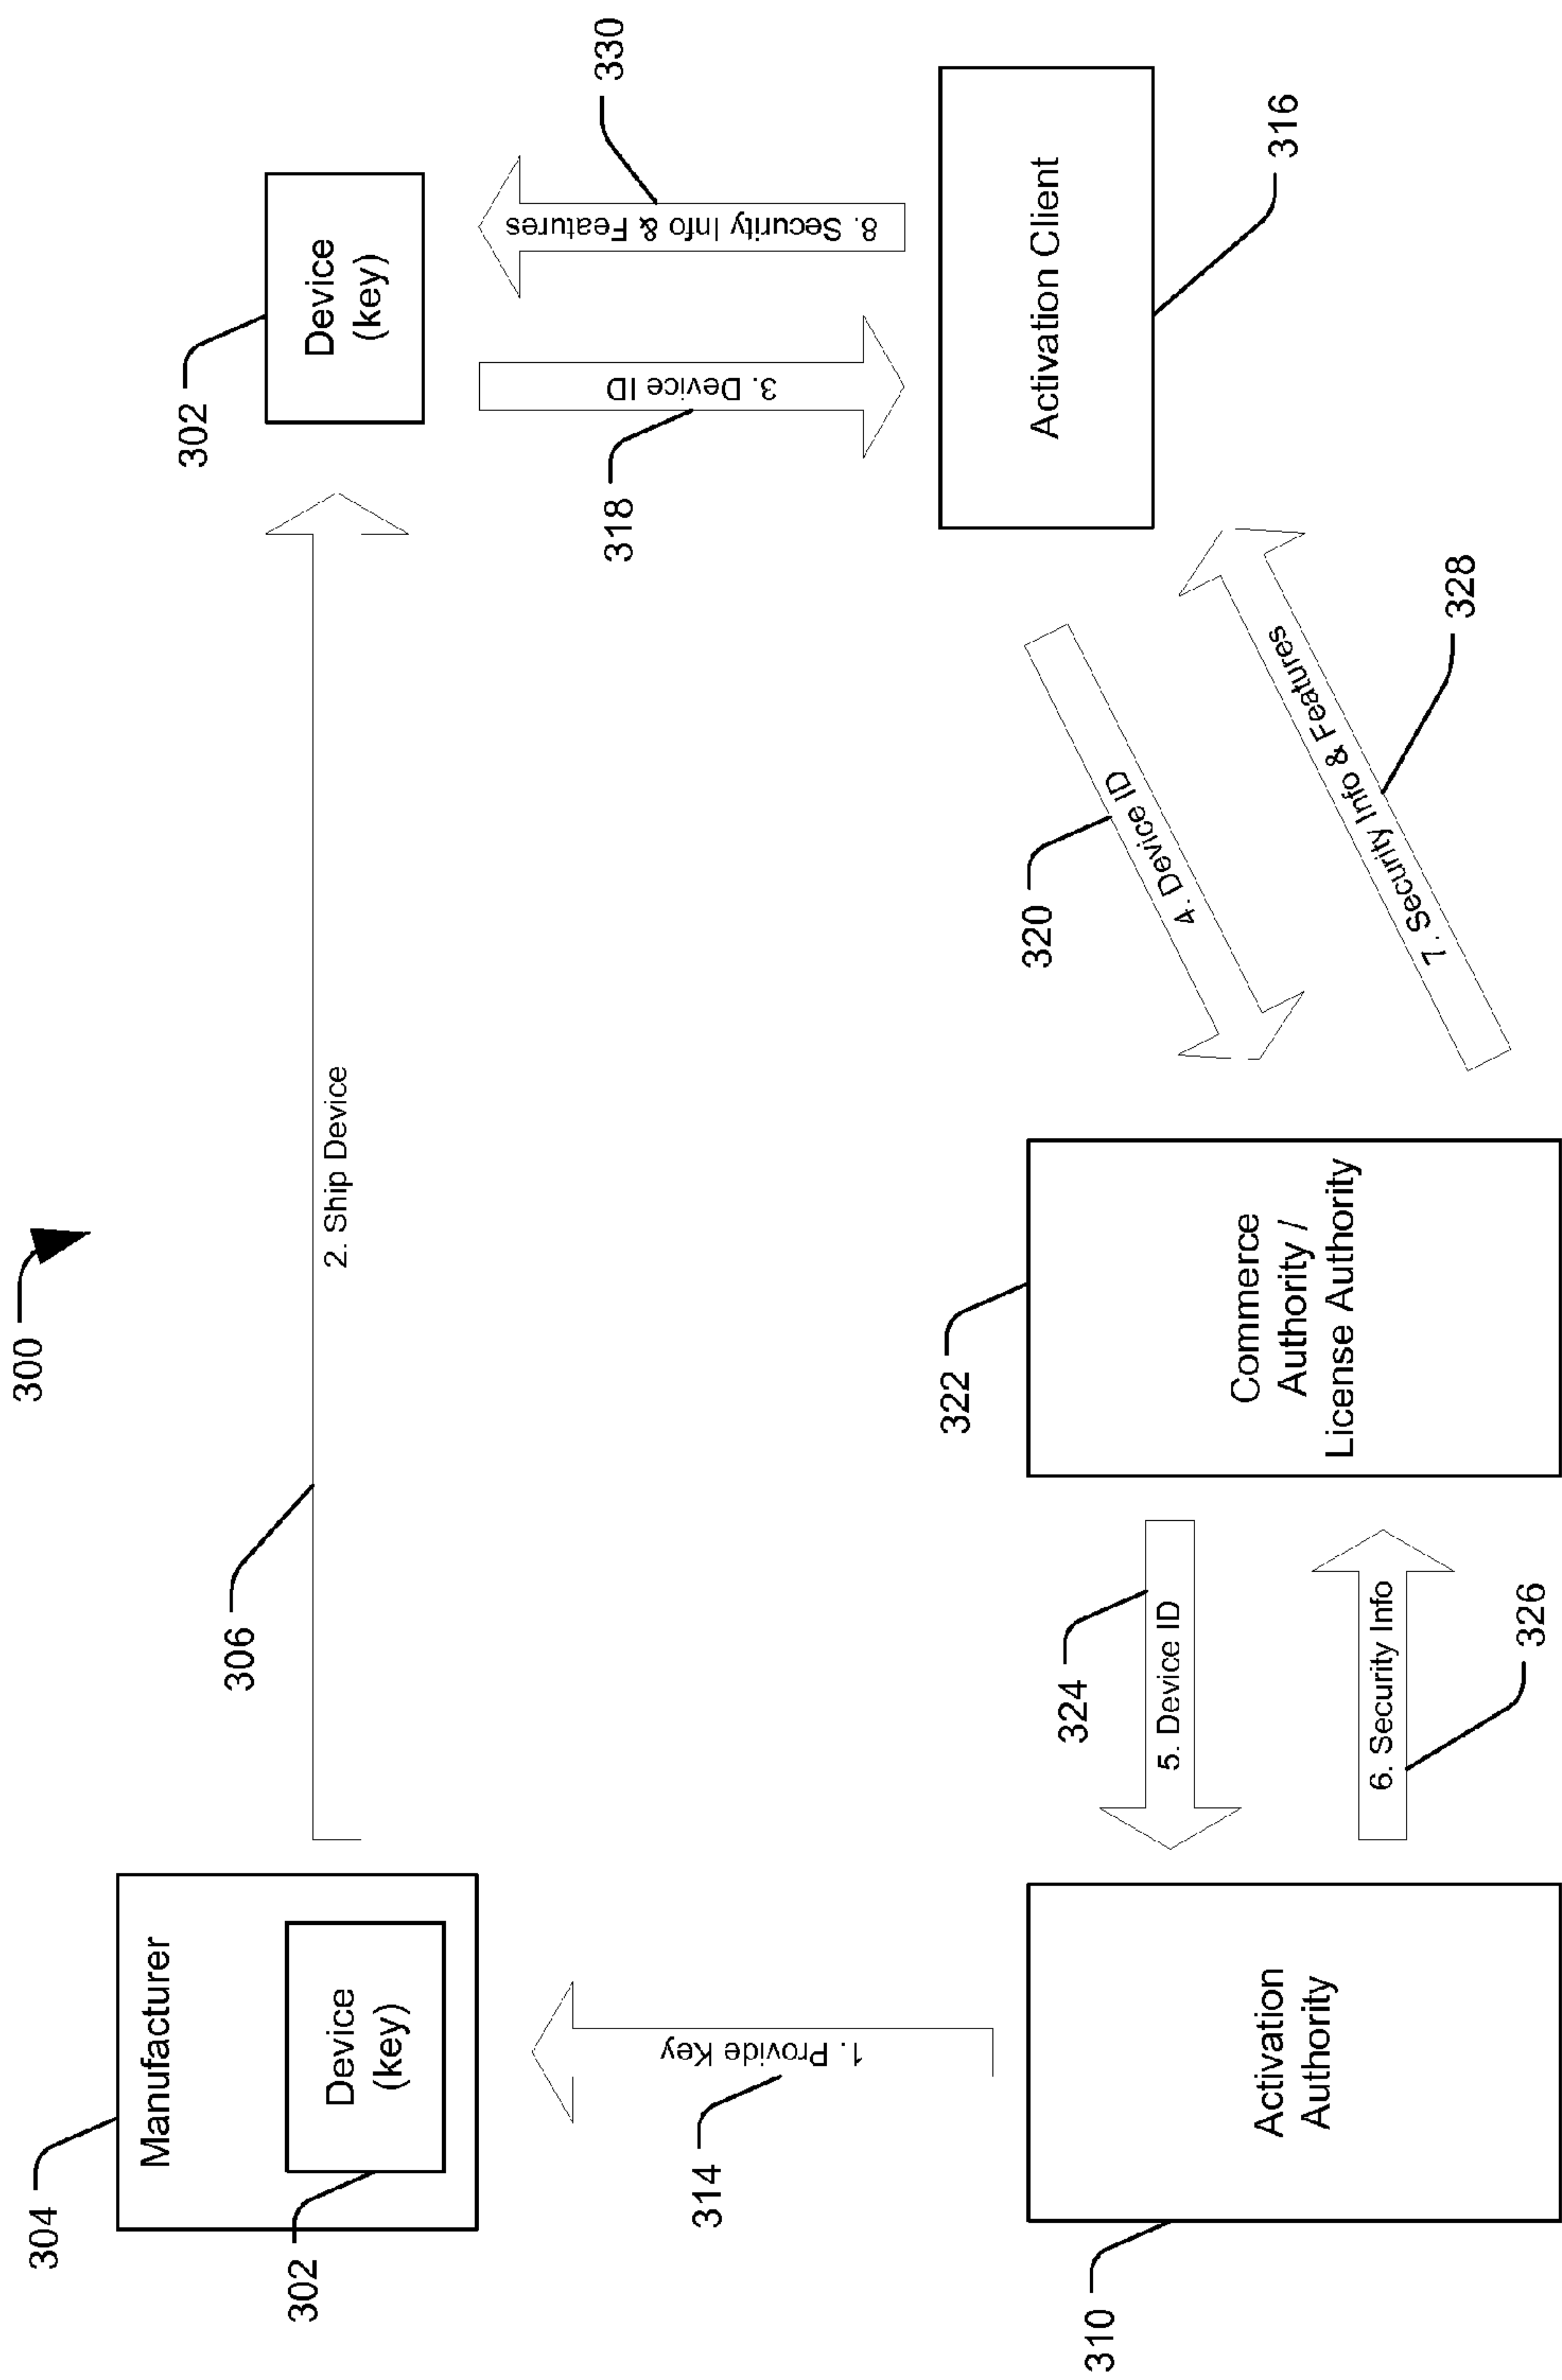 300
304
Manufacturer
302
Device
(key)
306
2. Ship Device
302
Device
(key)
314
1. Provide Key
318
3. Device ID
330
8. Security Info & Features
310
Activation
Authority
324
5. Device ID
326
6. Security Info
322
Commerce
Authority /
License Authority
320
4. Device ID
328
7. Security Info & Features
Activation Client
316